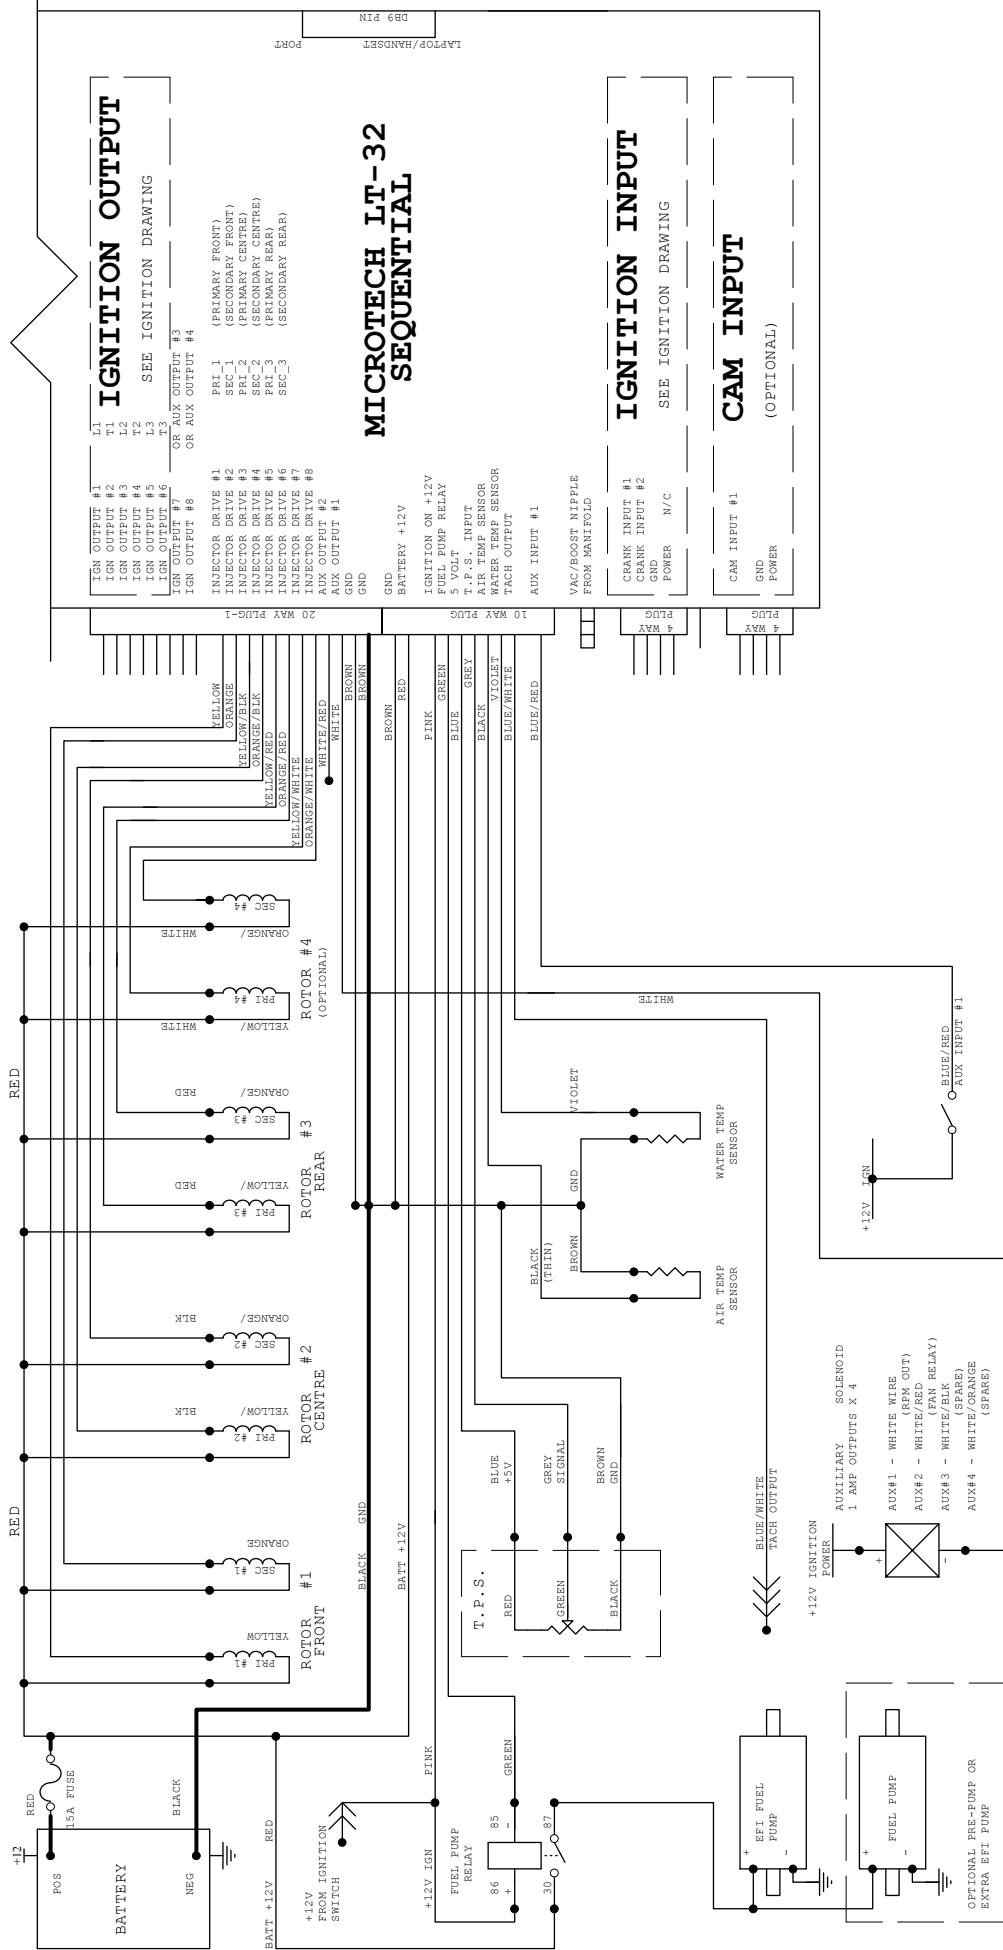 DB9 PIN
PORT
LAPTOP/HANDSET
IGNITION OUTPUT
SEE IGNITION DRAWING
IGN OUTPUT #1 L1
IGN OUTPUT #2 T1
IGN OUTPUT #3 L2
IGN OUTPUT #4 T2
IGN OUTPUT #5 L3
IGN OUTPUT #6 T3
IGN OUTPUT #7 OR AUX OUTPUT #3
IGN OUTPUT #8 OR AUX OUTPUT #4
INJECTOR DRIVE #1 PRI_1 (PRIMARY FRONT)
INJECTOR DRIVE #2 SEC_1 (SECONDARY FRONT)
INJECTOR DRIVE #3 PRI_2 (PRIMARY CENTRE)
INJECTOR DRIVE #4 SEC_2 (SECONDARY CENTRE)
INJECTOR DRIVE #5 PRI_3 (PRIMARY REAR)
INJECTOR DRIVE #6 SEC_3 (SECONDARY REAR)
INJECTOR DRIVE #7
INJECTOR DRIVE #8
AUX OUTPUT #2
AUX OUTPUT #1
GND
GND
MICROTECH LT-32
SEQUENTIAL
GND
BATTERY +12V
IGNITION ON +12V
FUEL PUMP RELAY
5 VOLT
T.P.S. INPUT
AIR TEMP SENSOR
WATER TEMP SENSOR
TACH OUTPUT
AUX INPUT #1
VAC/BOOST NIPPLE
FROM MANIFOLD
IGNITION INPUT
SEE IGNITION DRAWING
CRANK INPUT #1
CRANK INPUT #2
GND
POWER N/C
CAM INPUT
(OPTIONAL)
CAM INPUT #1
GND
POWER
20 WAY PLUG-1
10 WAY PLUG
4 WAY
PLUG
4 WAY
PLUG
YELLOW
ORANGE
YELLOW/BLK
ORANGE/BLK
YELLOW/RED
ORANGE/RED
YELLOW/WHITE
ORANGE/WHITE
WHITE/RED
WHITE
BROWN
BROWN
BROWN
RED
PINK
GREEN
BLUE
GREY
BLACK
VIOLET
BLUE/WHITE
BLUE/RED
RED
RED
SEC #4
ORANGE/
WHITE
PRI #4
YELLOW/
WHITE
ROTOR #4
(OPTIONAL)
SEC #3
ORANGE/
RED
PRI #3
YELLOW/
RED
ROTOR #3
REAR
SEC #2
ORANGE/
BLK
PRI #2
YELLOW/
BLK
ROTOR #2
CENTRE
SEC #1
ORANGE
PRI #1
YELLOW
ROTOR #1
FRONT
WHITE
VIOLET
GND
WATER TEMP
SENSOR
BLACK
(THIN)
BROWN
AIR TEMP
SENSOR
BLUE/RED
AUX INPUT #1
+12V IGN
BLACK GND
BATT +12V
BLUE
+5V
GREY
SIGNAL
BROWN
GND
T.P.S.
RED
GREEN
BLACK
BLUE/WHITE
TACH OUTPUT
+12V IGNITION
POWER
+
-
AUXILIARY SOLENOID
1 AMP OUTPUTS X 4
AUX#1 - WHITE WIRE
(RPM OUT)
AUX#2 - WHITE/RED
(FAN RELAY)
AUX#3 - WHITE/BLK
(SPARE)
AUX#4 - WHITE/ORANGE
(SPARE)
+12
RED
15A FUSE
POS
BATTERY
NEG
BLACK
BATT +12V RED
+12V
FROM IGNITION
SWITCH
PINK
+12V IGN
FUEL PUMP
RELAY
GREEN
86
+
85
-
30
87
EFI FUEL
PUMP
+
-
FUEL PUMP
+
-
OPTIONAL PRE-PUMP OR
EXTRA EFI PUMP